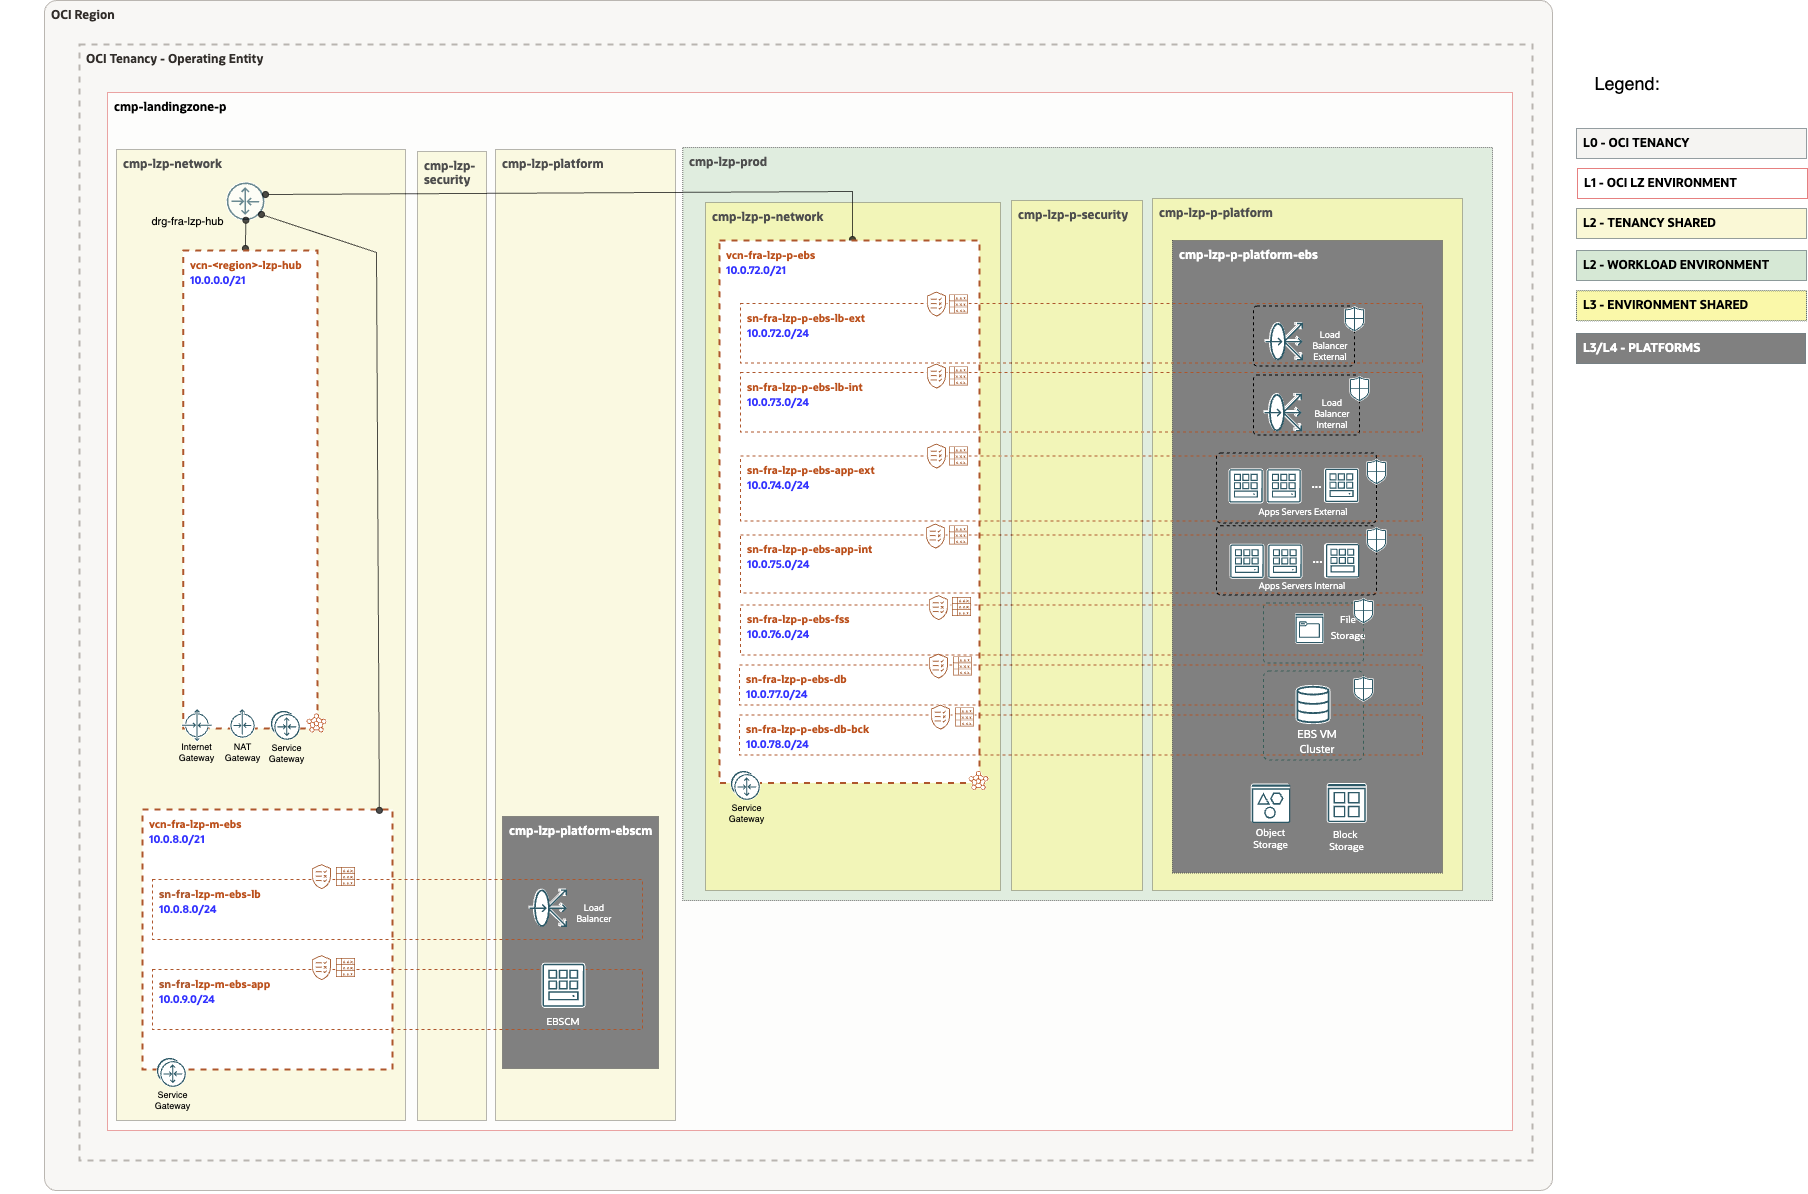 OCI Region
OCI Tenancy - Operating Entity
cmp-landingzone-p
cmp-lzp-network
drg-fra-lzp-hub
vcn-<region>-lzp-hub
10.0.0.0/21
Internet
Gateway
NAT
Gateway
Service
Gateway
vcn-fra-lzp-m-ebs
10.0.8.0/21
sn-fra-lzp-m-ebs-lb
10.0.8.0/24
sn-fra-lzp-m-ebs-app
10.0.9.0/24
Service
Gateway
cmp-lzp-
security
cmp-lzp-platform
cmp-lzp-platform-ebscm
Load
Balancer
EBSCM
cmp-lzp-prod
cmp-lzp-p-network
vcn-fra-lzp-p-ebs
10.0.72.0/21
sn-fra-lzp-p-ebs-lb-ext
10.0.72.0/24
sn-fra-lzp-p-ebs-lb-int
10.0.73.0/24
sn-fra-lzp-p-ebs-app-ext
10.0.74.0/24
sn-fra-lzp-p-ebs-app-int
10.0.75.0/24
sn-fra-lzp-p-ebs-fss
10.0.76.0/24
sn-fra-lzp-p-ebs-db
10.0.77.0/24
sn-fra-lzp-p-ebs-db-bck
10.0.78.0/24
Service
Gateway
cmp-lzp-p-security
cmp-lzp-p-platform
cmp-lzp-p-platform-ebs
Load
Balancer
External
Load
Balancer
Internal
...
Apps Servers External
...
Apps Servers Internal
File
Storage
EBS VM
Cluster
Object
Storage
Block
Storage
Legend:
L0 - OCI TENANCY
L1 - OCI LZ ENVIRONMENT
L2 - TENANCY SHARED
L2 - WORKLOAD ENVIRONMENT
L3 - ENVIRONMENT SHARED
L3/L4 - PLATFORMS